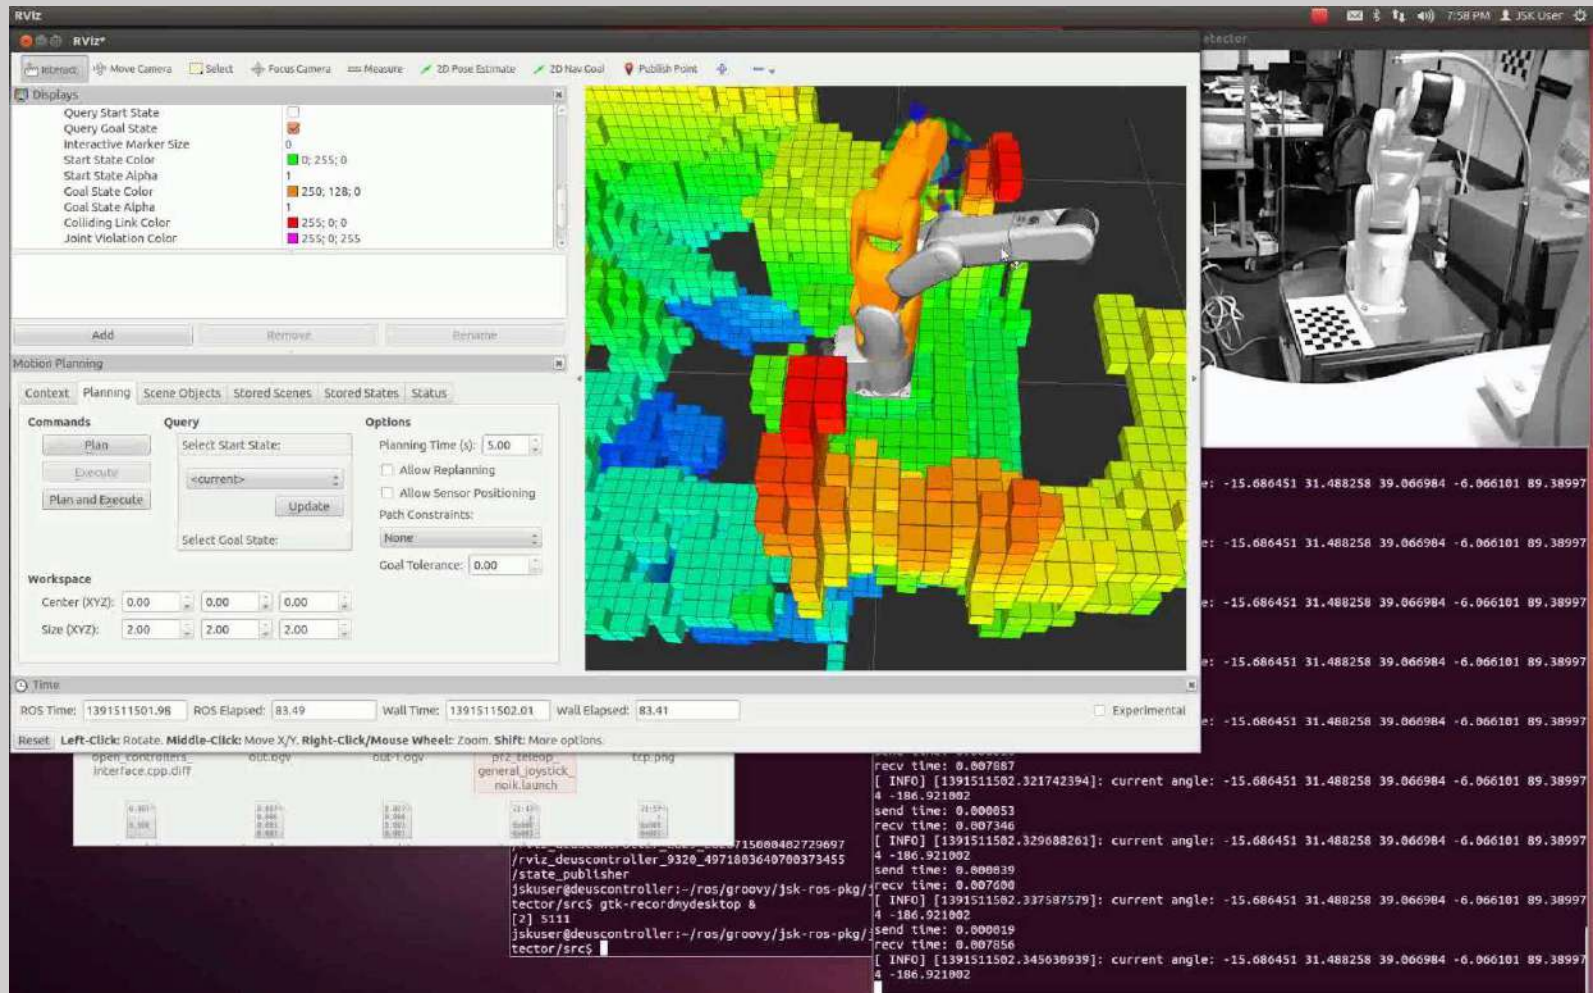 RViz
7:58 PM JSK User
RViz*
etector
Interact Move Camera Select Focus Camera Measure 2D Pose Estimate 2D Nav Goal Publish Point
Displays
Query Start State
Query Goal State
Interactive Marker Size 0
Start State Color 0; 255; 0
Start State Alpha 1
Goal State Color 250; 128; 0
Goal State Alpha 1
Colliding Link Color 255; 0; 0
Joint Violation Color 255; 0; 255
Add Remove Rename
Motion Planning
Context Planning Scene Objects Stored Scenes Stored States Status
Commands Query Options
Plan Select Start State: Planning Time (s): 5.00
Execute <current> Allow Replanning
Plan and Execute Update Allow Sensor Positioning
Path Constraints:
Select Goal State: None
Goal Tolerance: 0.00
Workspace
Center (XYZ): 0.00 0.00 0.00
Size (XYZ): 2.00 2.00 2.00
Time
ROS Time: 1391511501.98 ROS Elapsed: 83.49 Wall Time: 1391511502.01 Wall Elapsed: 83.41 Experimental
Reset Left-Click: Rotate. Middle-Click: Move X/Y. Right-Click/Mouse Wheel: Zoom. Shift: More options.
open_controllers_ out.ogv out-1.ogv pr2_teleop_ tcp.png
interface.cpp.diff general_joystick_
noik.launch
/rviz_deuscontroller_9320_4971803640700373455
/state_publisher
jskuser@deuscontroller:~/ros/groovy/jsk-ros-pkg/j
tector/src$ gtk-recordmydesktop &
[2] 5111
jskuser@deuscontroller:~/ros/groovy/jsk-ros-pkg/j
tector/src$
e: -15.686451 31.488258 39.066984 -6.066101 89.38997
e: -15.686451 31.488258 39.066984 -6.066101 89.38997
e: -15.686451 31.488258 39.066984 -6.066101 89.38997
e: -15.686451 31.488258 39.066984 -6.066101 89.38997
e: -15.686451 31.488258 39.066984 -6.066101 89.38997
recv time: 0.007887
[ INFO] [1391511502.321742394]: current angle: -15.686451 31.488258 39.066984 -6.066101 89.38997
4 -186.921002
send time: 0.000053
recv time: 0.007346
[ INFO] [1391511502.329688261]: current angle: -15.686451 31.488258 39.066984 -6.066101 89.38997
4 -186.921002
send time: 0.000039
recv time: 0.007600
[ INFO] [1391511502.337587579]: current angle: -15.686451 31.488258 39.066984 -6.066101 89.38997
4 -186.921002
send time: 0.000019
recv time: 0.007856
[ INFO] [1391511502.345630939]: current angle: -15.686451 31.488258 39.066984 -6.066101 89.38997
4 -186.921002